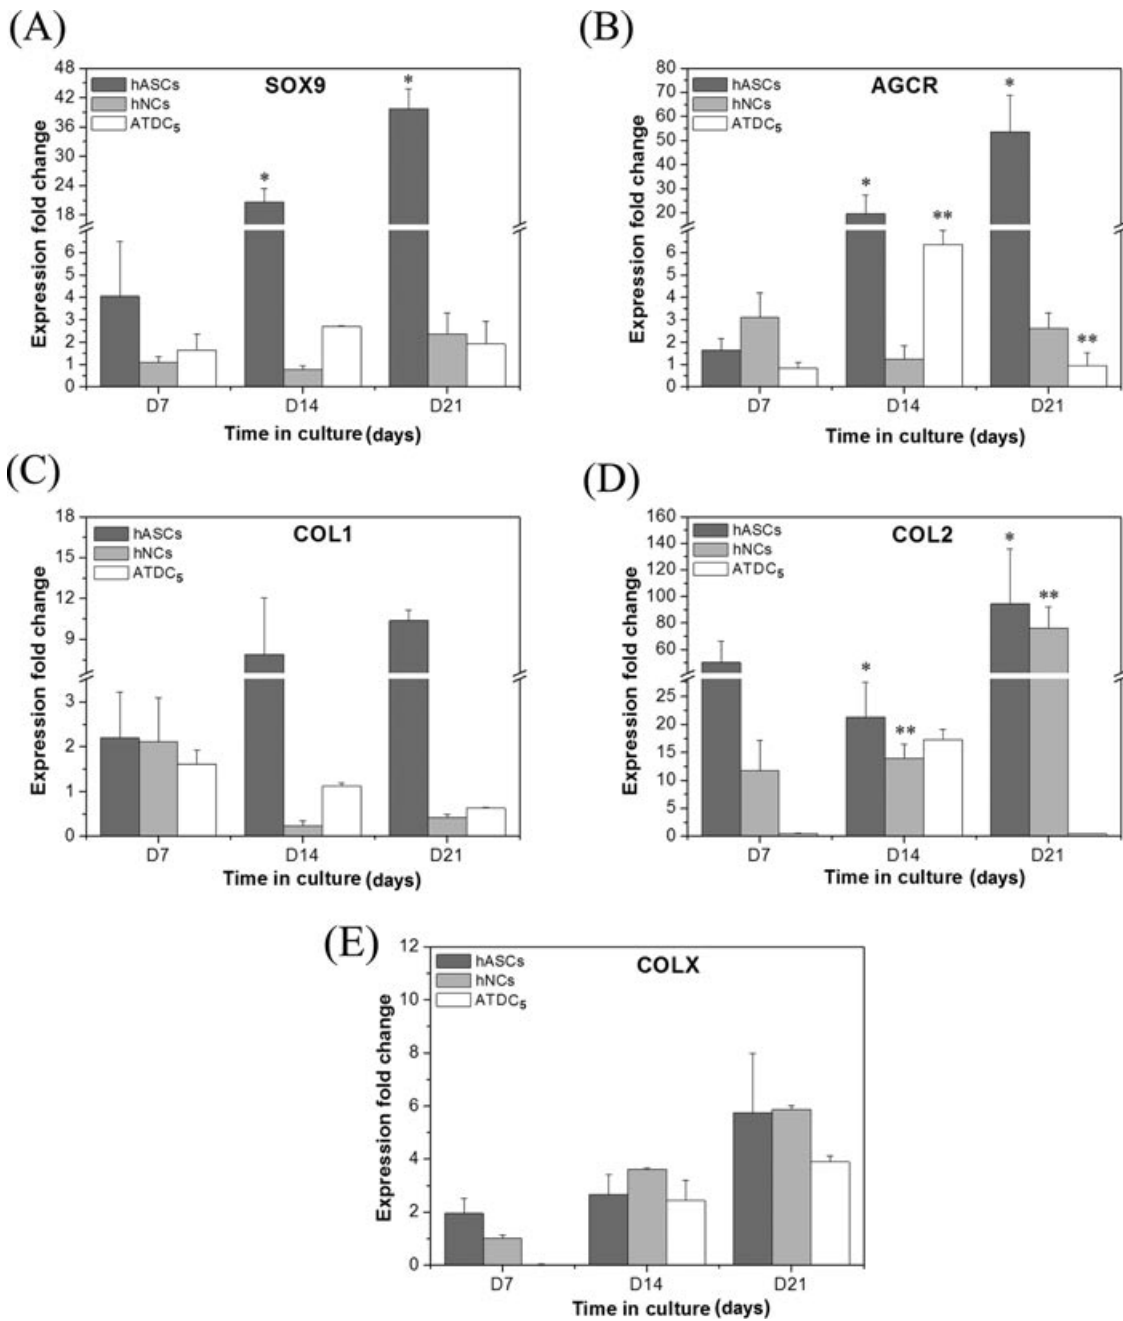 (A)
SOX9
hASCs
hNCs
ATDC5
Expression fold change
48
42
36
30
24
18
6
5
4
3
2
1
0
*
*
D7
D14
D21
Time in culture (days)
(B)
AGCR
hASCs
hNCs
ATDC5
Expression fold change
80
70
60
50
40
30
20
6
5
4
3
2
1
0
*
**
*
**
D7
D14
D21
Time in culture (days)
(C)
COL1
hASCs
hNCs
ATDC5
Expression fold change
18
15
12
9
3
2
1
0
D7
D14
D21
Time in culture (days)
(D)
COL2
hASCs
hNCs
ATDC5
Expression fold change
160
140
120
100
80
60
25
20
15
10
5
0
*
**
*
**
D7
D14
D21
Time in culture (days)
(E)
COLX
hASCs
hNCs
ATDC5
Expression fold change
12
10
8
6
4
2
0
D7
D14
D21
Time in culture (days)